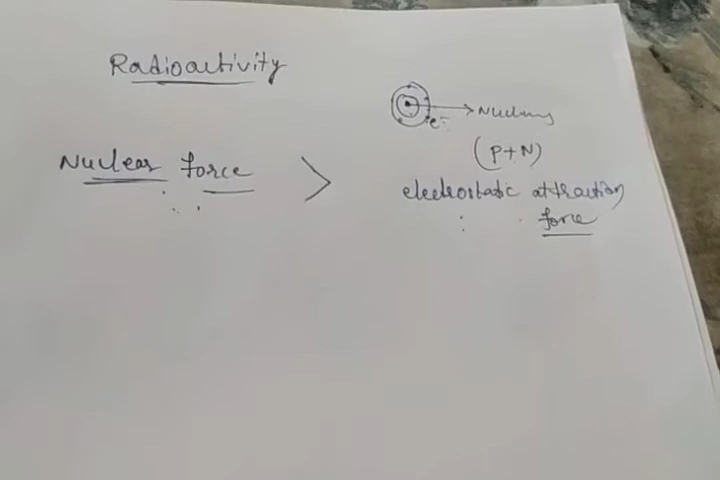 Radioactivity
Nucleus
e-
(P+N)
Nuclear force >
electrostatic attraction
force